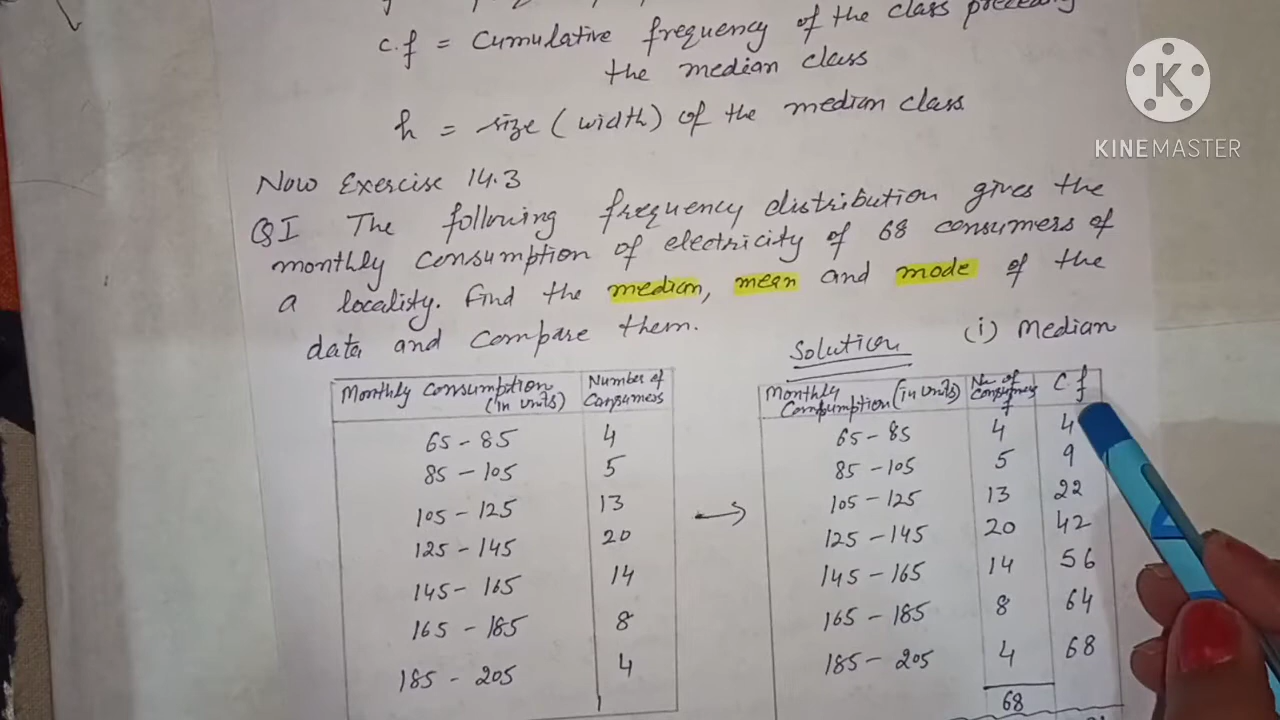 c.f = Cumulative frequency of the class preceding
the median class
h = size (width) of the median class
K
KINEMASTER
Now Exercise 14.3
Q1 The following frequency distribution gives the
monthly consumption of electricity of 68 consumers of
a locality. Find the median, mean and mode of the
data and compare them.
Solution (i) Median
Monthly Consumption (in units) Number of Consumers
65 - 85 4
85 - 105 5
105 - 125 13
125 - 145 20
145 - 165 14
165 - 185 8
185 - 205 4
→
Monthly Consumption (in units) No of Consumers f C.f
65 - 85 4 4
85 - 105 5 9
105 - 125 13 22
125 - 145 20 42
145 - 165 14 56
165 - 185 8 64
185 - 205 4 68
68